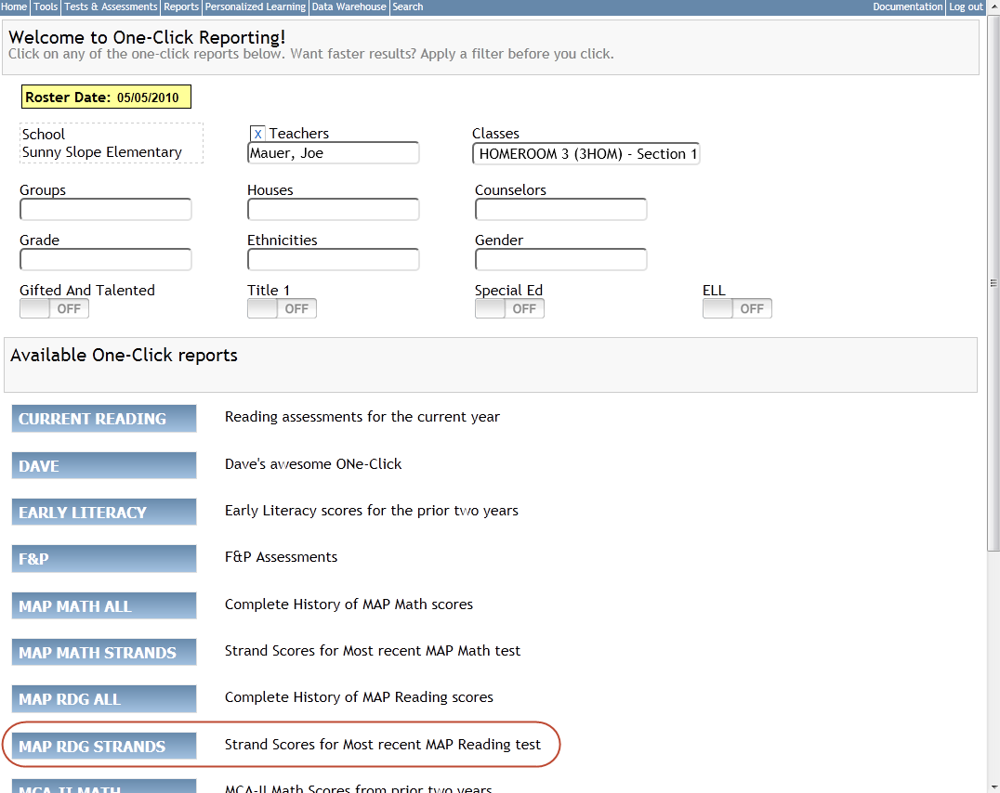 Home Tools Tests & Assessments Reports Personalized Learning Data Warehouse Search Documentation Log out
Welcome to One-Click Reporting!
Click on any of the one-click reports below. Want faster results? Apply a filter before you click.
Roster Date: 05/05/2010
School
Sunny Slope Elementary
X Teachers
Mauer, Joe
Classes
HOMEROOM 3 (3HOM) - Section 1
Groups Houses Counselors
Grade Ethnicities Gender
Gifted And Talented Title 1 Special Ed ELL
OFF OFF OFF OFF
Available One-Click reports
CURRENT READING Reading assessments for the current year
DAVE Dave's awesome ONe-Click
EARLY LITERACY Early Literacy scores for the prior two years
F&P F&P Assessments
MAP MATH ALL Complete History of MAP Math scores
MAP MATH STRANDS Strand Scores for Most recent MAP Math test
MAP RDG ALL Complete History of MAP Reading scores
MAP RDG STRANDS Strand Scores for Most recent MAP Reading test
MCA-II MATH MCA-II Math Scores from prior two years